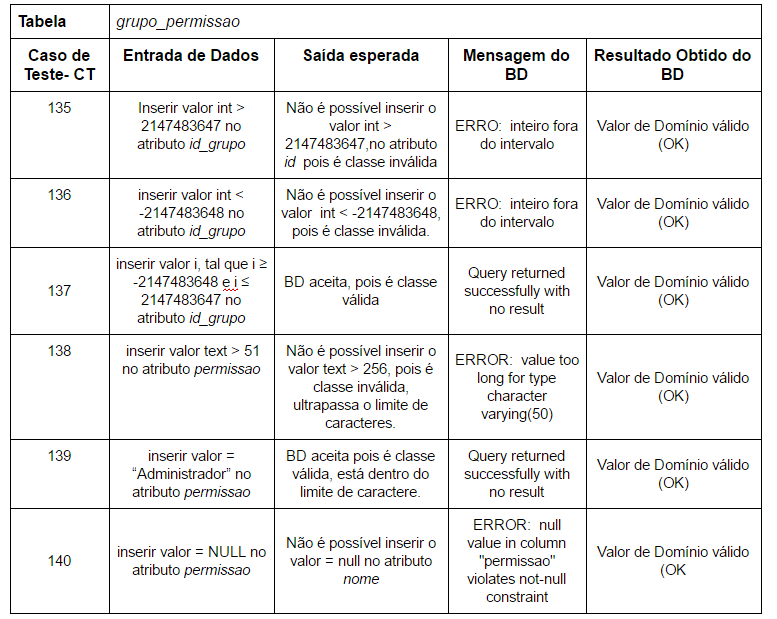 Tabela
grupo_permissao
Caso de
Teste- CT
Entrada de Dados
Saída esperada
Mensagem do
BD
Resultado Obtido do
BD
135
Inserir valor int >
2147483647 no
atributo id_grupo
Não é possível inserir o
valor int >
2147483647,no atributo
id pois é classe inválida
ERRO: inteiro fora
do intervalo
Valor de Domínio válido
(OK)
136
inserir valor int <
-2147483648 no
atributo id_grupo
Não é possível inserir o
valor int < -2147483648,
pois é classe inválida.
ERRO: inteiro fora
do intervalo
Valor de Domínio válido
(OK)
137
inserir valor i, tal que i ≥
-2147483648 e i ≤
2147483647 no
atributo id_grupo
BD aceita, pois é classe
válida
Query returned
successfully with
no result
Valor de Domínio válido
(OK)
138
inserir valor text > 51
no atributo permissao
Não é possível inserir o
valor text > 256, pois é
classe inválida,
ultrapassa o limite de
caracteres.
ERROR: value too
long for type
character
varying(50)
Valor de Domínio válido
(OK)
139
inserir valor =
“Administrador” no
atributo permissao
BD aceita pois é classe
válida, está dentro do
limite de caractere.
Query returned
successfully with
no result
Valor de Domínio válido
(OK)
140
inserir valor = NULL no
atributo permissao
Não é possível inserir o
valor = null no atributo
nome
ERROR: null
value in column
"permissao"
violates not-null
constraint
Valor de Domínio válido
(OK